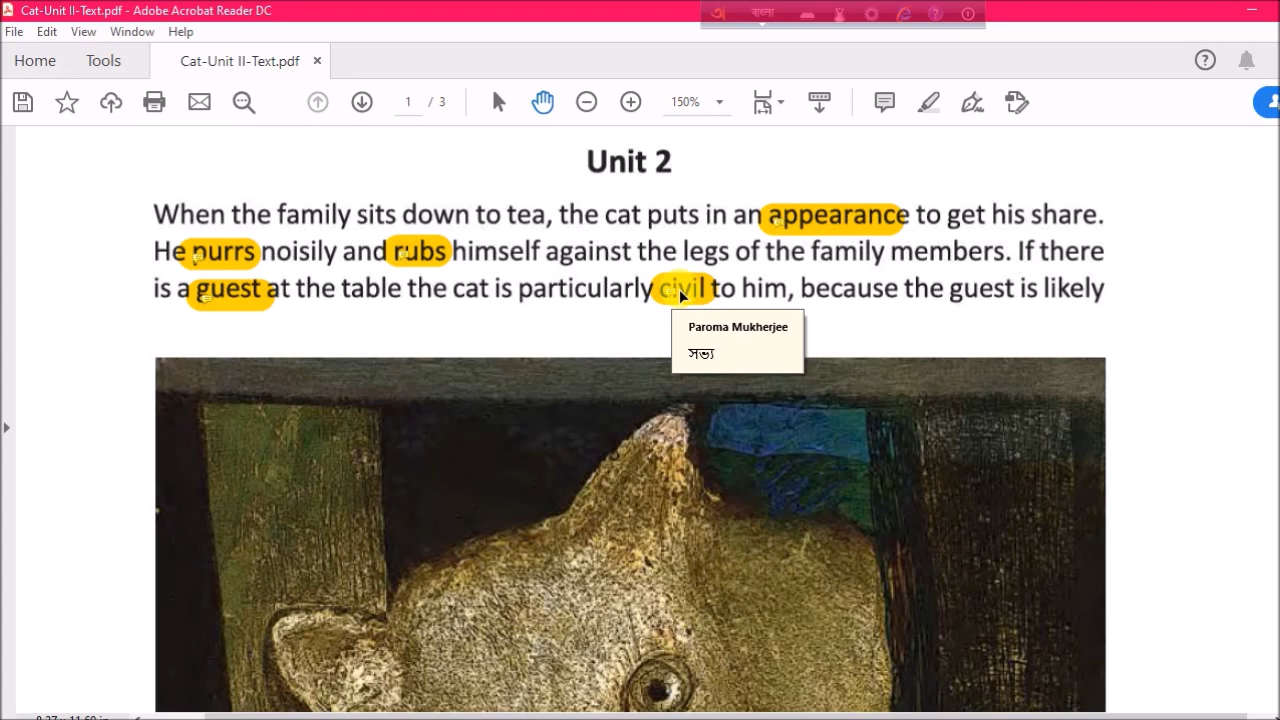 Cat-Unit II-Text.pdf - Adobe Acrobat Reader DC
বাংলা
File Edit View Window Help
Home Tools Cat-Unit II-Text.pdf ×
1 / 3 150%
Unit 2
When the family sits down to tea, the cat puts in an appearance to get his share.
He purrs noisily and rubs himself against the legs of the family members. If there
is a guest at the table the cat is particularly civil to him, because the guest is likely
Paroma Mukherjee
সভ্য